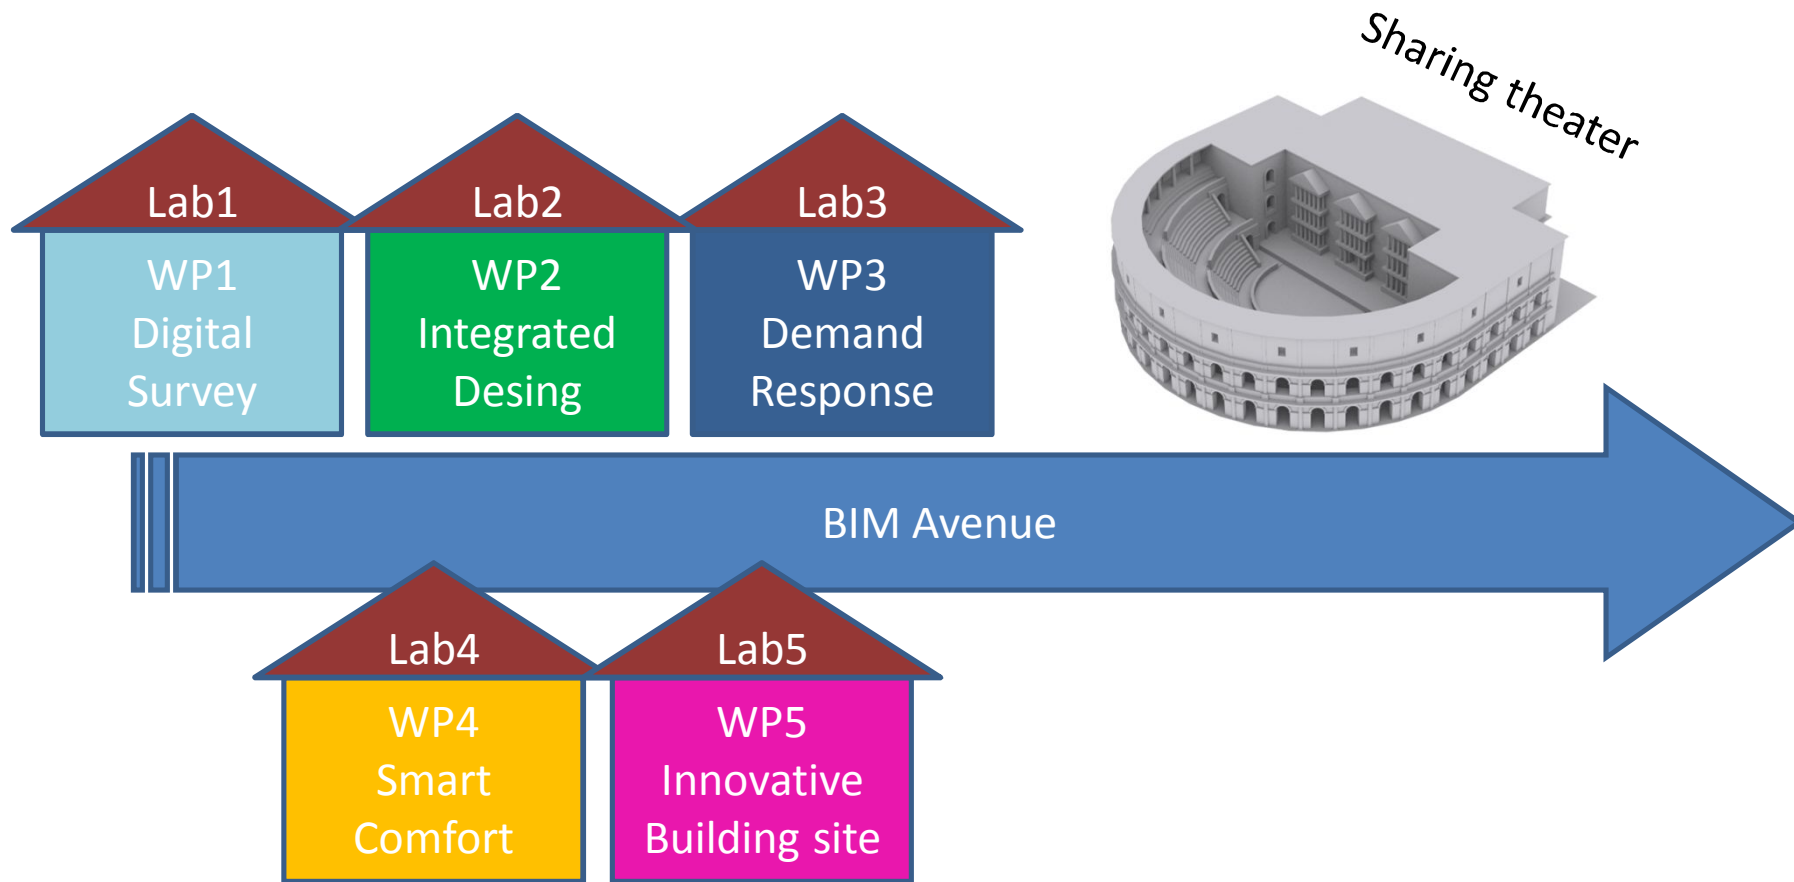 Sharing theater
Lab1
WP1
Digital
Survey
Lab2
WP2
Integrated
Desing
Lab3
WP3
Demand
Response
BIM Avenue
Lab4
WP4
Smart
Comfort
Lab5
WP5
Innovative
Building site